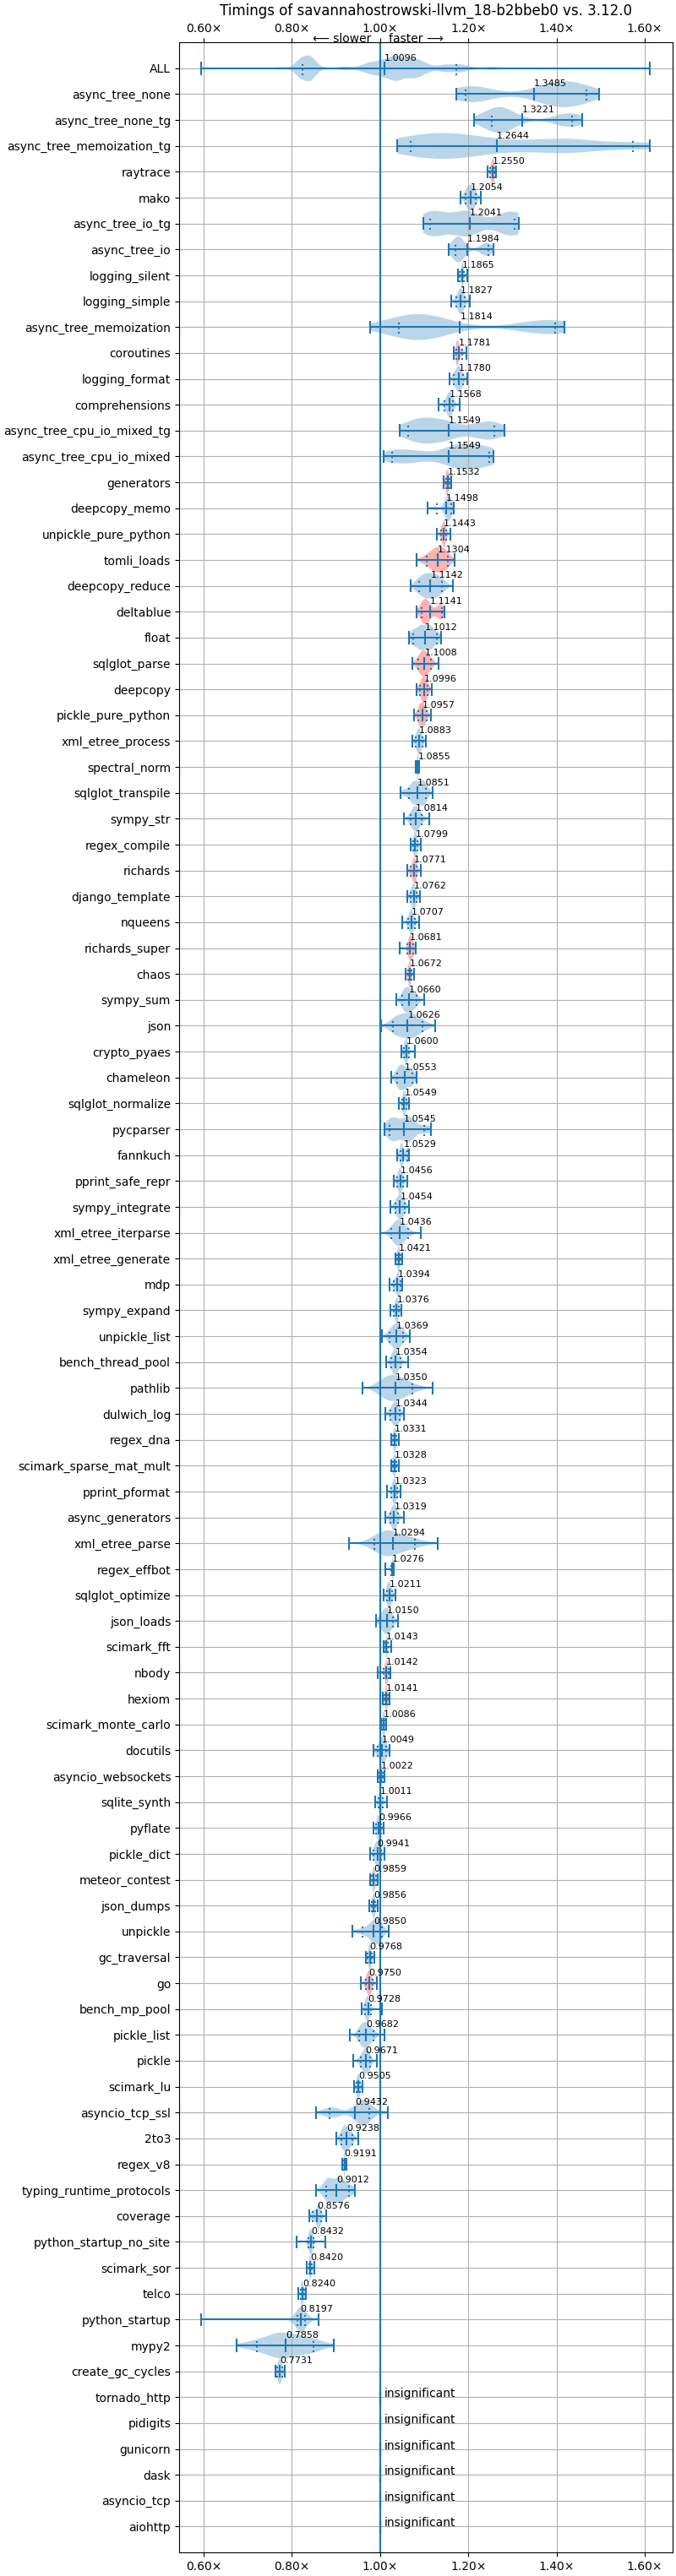 Timings of savannahostrowski-llvm_18-b2bbeb0 vs. 3.12.0
0.60× 0.80× 1.00× 1.20× 1.40× 1.60×
⟵ slower faster ⟶
ALL 1.0096
async_tree_none 1.3485
async_tree_none_tg 1.3221
async_tree_memoization_tg 1.2644
raytrace 1.2550
mako 1.2054
async_tree_io_tg 1.2041
async_tree_io 1.1984
logging_silent 1.1865
logging_simple 1.1827
async_tree_memoization 1.1814
coroutines 1.1781
logging_format 1.1780
comprehensions 1.1568
async_tree_cpu_io_mixed_tg 1.1549
async_tree_cpu_io_mixed 1.1549
generators 1.1532
deepcopy_memo 1.1498
unpickle_pure_python 1.1443
tomli_loads 1.1304
deepcopy_reduce 1.1142
deltablue 1.1141
float 1.1012
sqlglot_parse 1.1008
deepcopy 1.0996
pickle_pure_python 1.0957
xml_etree_process 1.0883
spectral_norm 1.0855
sqlglot_transpile 1.0851
sympy_str 1.0814
regex_compile 1.0799
richards 1.0771
django_template 1.0762
nqueens 1.0707
richards_super 1.0681
chaos 1.0672
sympy_sum 1.0660
json 1.0626
crypto_pyaes 1.0600
chameleon 1.0553
sqlglot_normalize 1.0549
pycparser 1.0545
fannkuch 1.0529
pprint_safe_repr 1.0456
sympy_integrate 1.0454
xml_etree_iterparse 1.0436
xml_etree_generate 1.0421
mdp 1.0394
sympy_expand 1.0376
unpickle_list 1.0369
bench_thread_pool 1.0354
pathlib 1.0350
dulwich_log 1.0344
regex_dna 1.0331
scimark_sparse_mat_mult 1.0328
pprint_pformat 1.0323
async_generators 1.0319
xml_etree_parse 1.0294
regex_effbot 1.0276
sqlglot_optimize 1.0211
json_loads 1.0150
scimark_fft 1.0143
nbody 1.0142
hexiom 1.0141
scimark_monte_carlo 1.0086
docutils 1.0049
asyncio_websockets 1.0022
sqlite_synth 1.0011
pyflate 0.9966
pickle_dict 0.9941
meteor_contest 0.9859
json_dumps 0.9856
unpickle 0.9850
gc_traversal 0.9768
go 0.9750
bench_mp_pool 0.9728
pickle_list 0.9682
pickle 0.9671
scimark_lu 0.9505
asyncio_tcp_ssl 0.9432
2to3 0.9238
regex_v8 0.9191
typing_runtime_protocols 0.9012
coverage 0.8576
python_startup_no_site 0.8432
scimark_sor 0.8420
telco 0.8240
python_startup 0.8197
mypy2 0.7858
create_gc_cycles 0.7731
tornado_http insignificant
pidigits insignificant
gunicorn insignificant
dask insignificant
asyncio_tcp insignificant
aiohttp insignificant
0.60× 0.80× 1.00× 1.20× 1.40× 1.60×